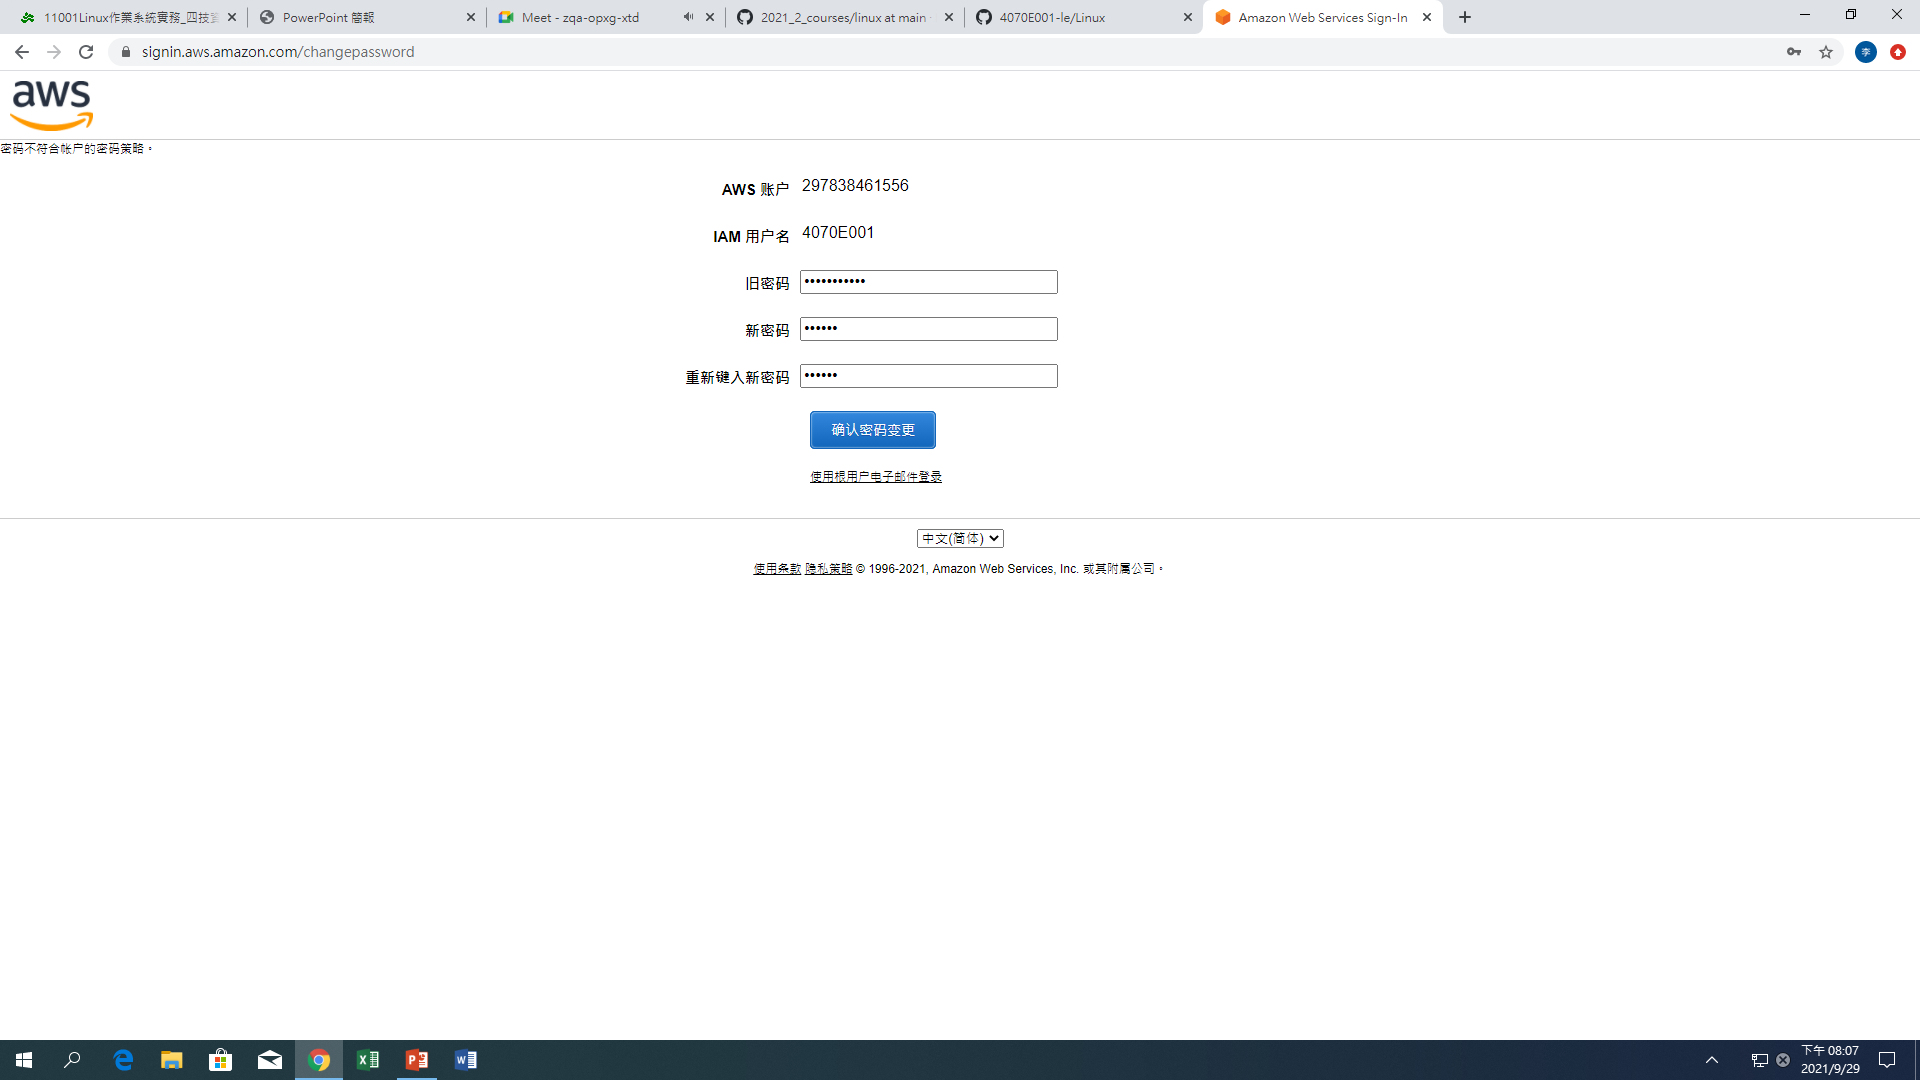 11001Linux作業系統實務_四技資
PowerPoint 簡報
Meet - zqa-opxg-xtd
2021_2_courses/linux at main
4070E001-le/Linux
Amazon Web Services Sign-In
signin.aws.amazon.com/changepassword
李
aws
密码不符合帐户的密码策略。
AWS 账户 297838461556
IAM 用户名 4070E001
旧密码 •••••••••••
新密码 ••••••
重新键入新密码 ••••••
确认密码变更
使用根用户电子邮件登录
中文(简体)
使用条款 隐私策略 © 1996-2021, Amazon Web Services, Inc. 或其附属公司。
下午 08:07
2021/9/29